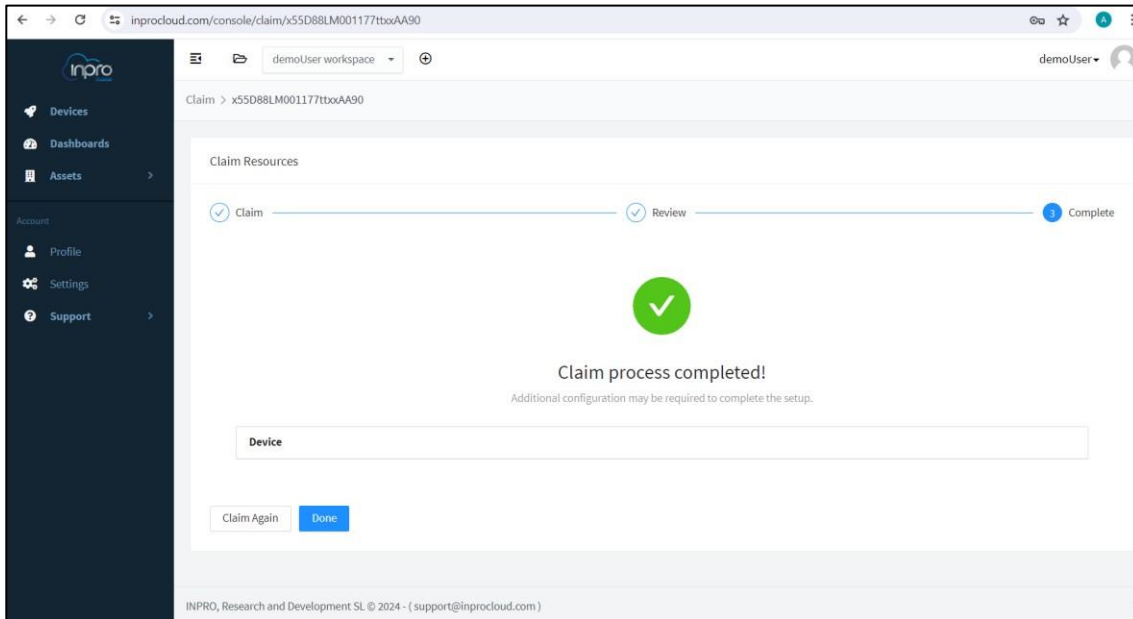 inprocloud.com/console/claim/x55D88LM001177ttxxAA90
A
inpro
demoUser workspace
demoUser
Claim > x55D88LM001177ttxxAA90
Devices
Dashboards
Assets
Account
Profile
Settings
Support
Claim Resources
Claim
Review
3 Complete
Claim process completed!
Additional configuration may be required to complete the setup.
Device
Claim Again
Done
INPRO, Research and Development SL © 2024 - ( support@inprocloud.com )